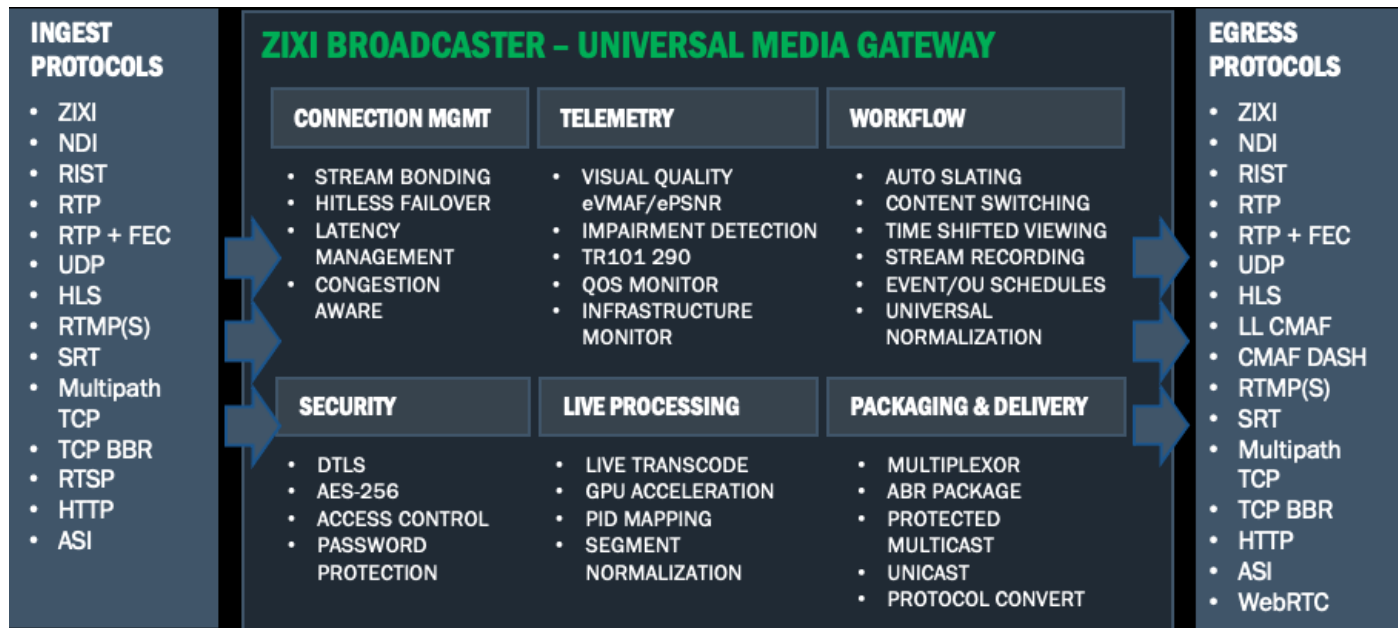 INGEST
PROTOCOLS
• ZIXI
• NDI
• RIST
• RTP
• RTP + FEC
• UDP
• HLS
• RTMP(S)
• SRT
• Multipath
TCP
• TCP BBR
• RTSP
• HTTP
• ASI
ZIXI BROADCASTER – UNIVERSAL MEDIA GATEWAY
CONNECTION MGMT
• STREAM BONDING
• HITLESS FAILOVER
• LATENCY
MANAGEMENT
• CONGESTION
AWARE
TELEMETRY
• VISUAL QUALITY
eVMAF/ePSNR
• IMPAIRMENT DETECTION
• TR101 290
• QOS MONITOR
• INFRASTRUCTURE
MONITOR
WORKFLOW
• AUTO SLATING
• CONTENT SWITCHING
• TIME SHIFTED VIEWING
• STREAM RECORDING
• EVENT/OU SCHEDULES
• UNIVERSAL
NORMALIZATION
SECURITY
• DTLS
• AES-256
• ACCESS CONTROL
• PASSWORD
PROTECTION
LIVE PROCESSING
• LIVE TRANSCODE
• GPU ACCELERATION
• PID MAPPING
• SEGMENT
NORMALIZATION
PACKAGING & DELIVERY
• MULTIPLEXOR
• ABR PACKAGE
• PROTECTED
MULTICAST
• UNICAST
• PROTOCOL CONVERT
EGRESS
PROTOCOLS
• ZIXI
• NDI
• RIST
• RTP
• RTP + FEC
• UDP
• HLS
• LL CMAF
• CMAF DASH
• RTMP(S)
• SRT
• Multipath
TCP
• TCP BBR
• HTTP
• ASI
• WebRTC